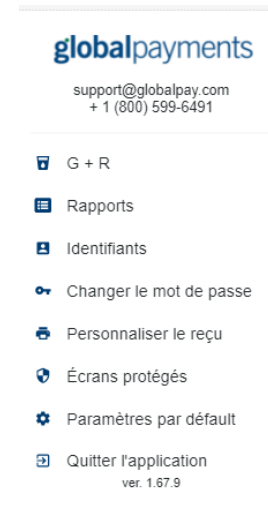 globalpayments
support@globalpay.com
+ 1 (800) 599-6491
G + R
Rapports
Identifiants
Changer le mot de passe
Personnaliser le reçu
Écrans protégés
Paramètres par défault
Quitter l'application
ver. 1.67.9